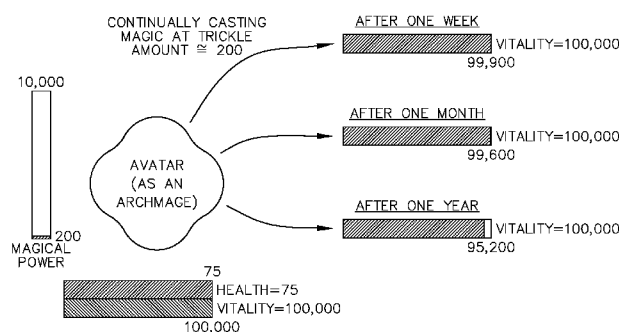 CONTINUALLY CASTING
MAGIC AT TRICKLE
AMOUNT ≅ 200
10,000
200
MAGICAL
POWER
AVATAR
(AS AN
ARCHMAGE)
75
HEALTH=75
VITALITY=100,000
100,000
AFTER ONE WEEK
VITALITY=100,000
99,900
AFTER ONE MONTH
VITALITY=100,000
99,600
AFTER ONE YEAR
VITALITY=100,000
95,200